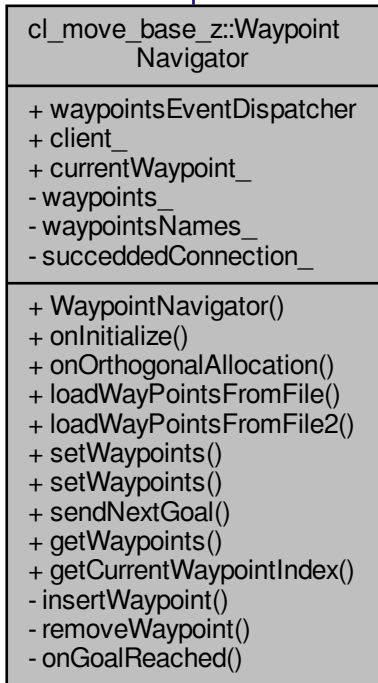 cl_move_base_z::Waypoint
Navigator
+ waypointsEventDispatcher
+ client_
+ currentWaypoint_
- waypoints_
- waypointsNames_
- succeddedConnection_
+ WaypointNavigator()
+ onInitialize()
+ onOrthogonalAllocation()
+ loadWayPointsFromFile()
+ loadWayPointsFromFile2()
+ setWaypoints()
+ setWaypoints()
+ sendNextGoal()
+ getWaypoints()
+ getCurrentWaypointIndex()
- insertWaypoint()
- removeWaypoint()
- onGoalReached()